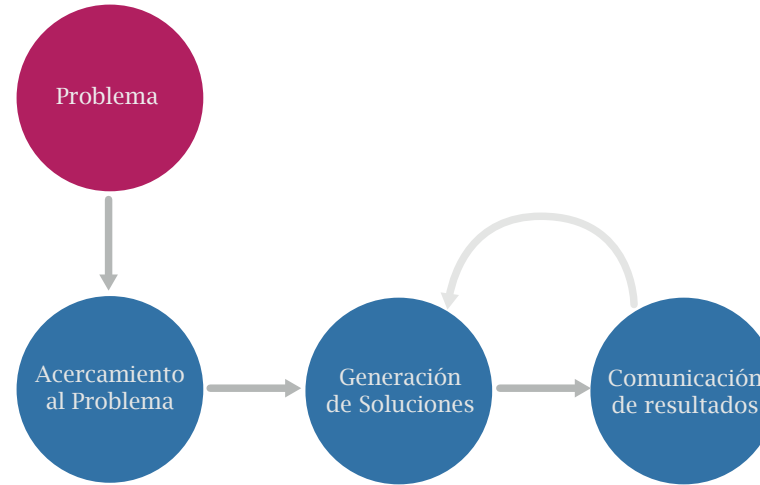 Problema
Acercamiento
al Problema
Generación
de Soluciones
Comunicación
de resultados